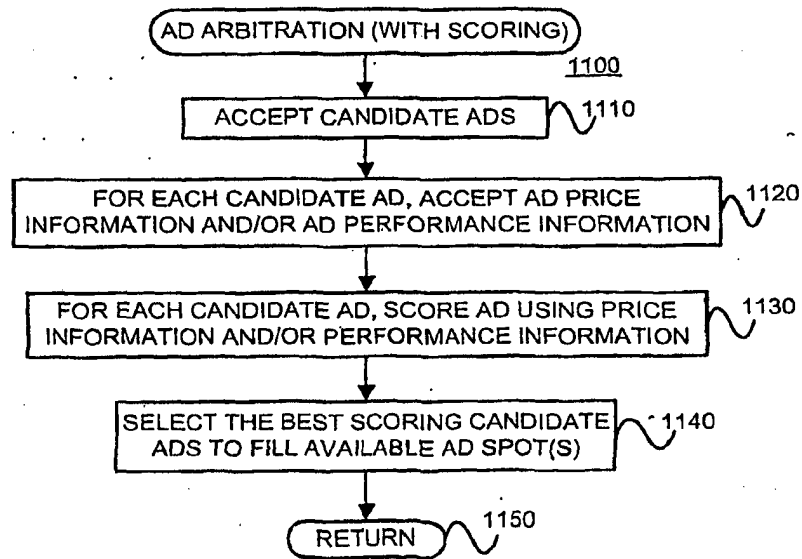 AD ARBITRATION (WITH SCORING)
1100
ACCEPT CANDIDATE ADS
1110
FOR EACH CANDIDATE AD, ACCEPT AD PRICE
INFORMATION AND/OR AD PERFORMANCE INFORMATION
1120
FOR EACH CANDIDATE AD, SCORE AD USING PRICE
INFORMATION AND/OR PERFORMANCE INFORMATION
1130
SELECT THE BEST SCORING CANDIDATE
ADS TO FILL AVAILABLE AD SPOT(S)
1140
RETURN
1150